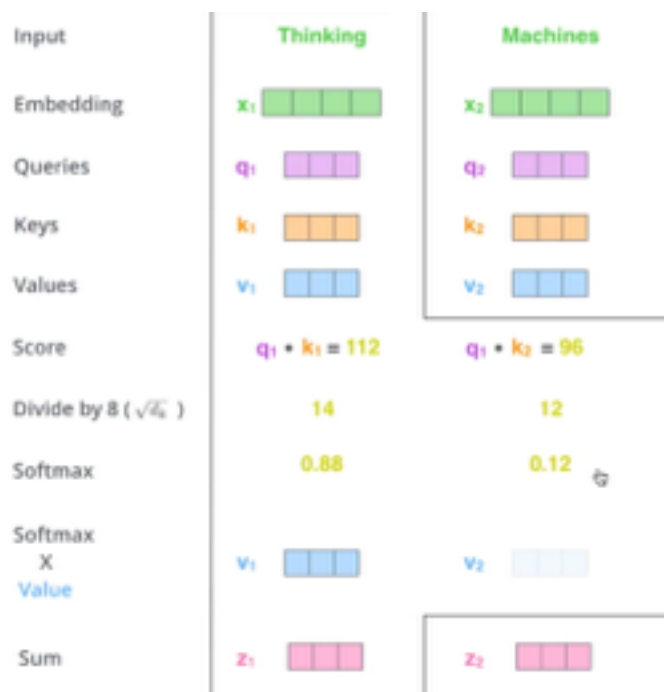 Input Thinking Machines
Embedding x₁ x₂
Queries q₁ q₂
Keys k₁ k₂
Values v₁ v₂
Score q₁ • k₁ = 112 q₁ • k₂ = 96
Divide by 8 ( √dₖ ) 14 12
Softmax 0.88 0.12
Softmax
X v₁ v₂
Value
Sum z₁ z₂